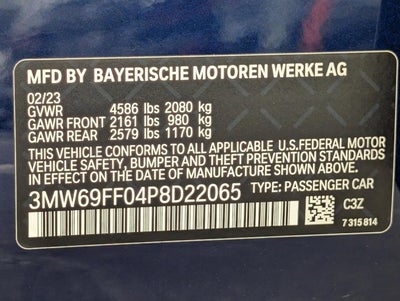 MFD BY BAYERISCHE MOTOREN WERKE AG
02/23
GVWR 4586 lbs 2080 kg
GAWR FRONT 2161 lbs 980 kg
GAWR REAR 2579 lbs 1170 kg
THIS VEHICLE CONFORMS TO ALL APPLICABLE U.S.FEDERAL MOTOR
VEHICLE SAFETY, BUMPER, AND THEFT PREVENTION STANDARDS
IN EFFECT ON THE DATE OF MANUFACTURE SHOWN ABOVE.
3MW69FF04P8D22065 TYPE: PASSENGER CAR
C3Z
7 315 814